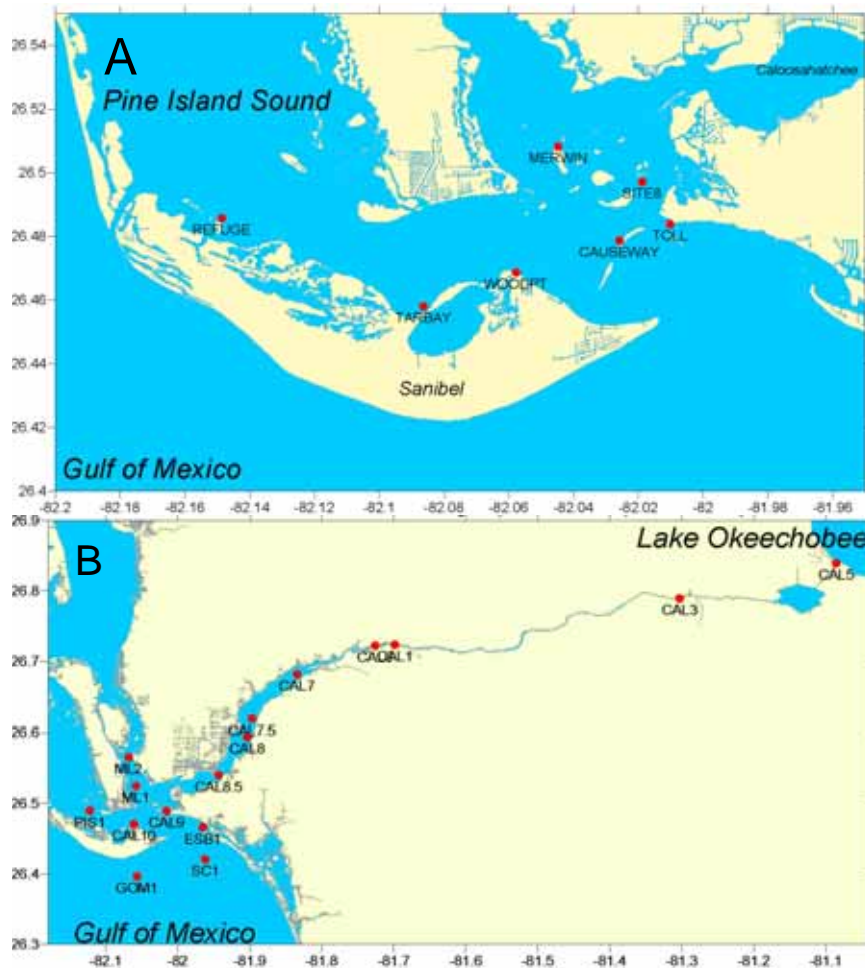 26.54
A
Caloosahatchee
Pine Island Sound
26.52
MERWIN
26.5
SITE8
26.48
REFUGE
TOLL
CAUSEWAY
WOODPT
26.46
TARBAY
26.44
Sanibel
26.42
Gulf of Mexico
26.4
-82.2 -82.16 -82.14 -82.12 -82.1 -82.08 -82.06 -82.04 -82.02 -82 -81.98 -81.96
26.9
Lake Okeechobee
B
CAL5
26.8
CAL3
26.7
CAL1
CAL7
CAL7.5
26.6
CAL8
ML2
CAL8.5
ML1
26.5
PIS1
CAL10
CAL9
ESB1
26.4
SC1
GOM1
Gulf of Mexico
26.3
-82.1 -82 -81.9 -81.8 -81.7 -81.6 -81.5 -81.4 -81.3 -81.2 -81.1